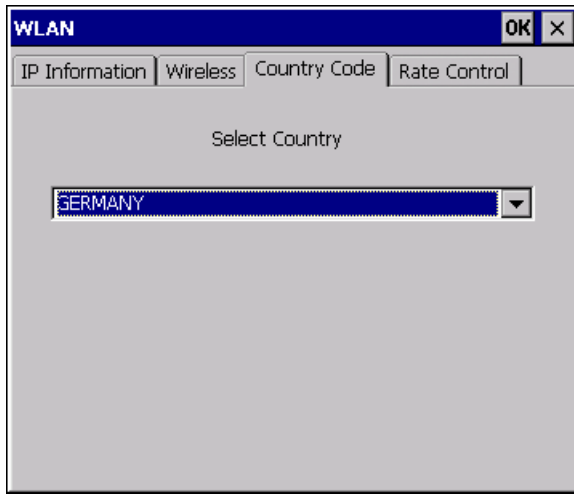 WLAN OK
IP Information Wireless Country Code Rate Control
Select Country
GERMANY